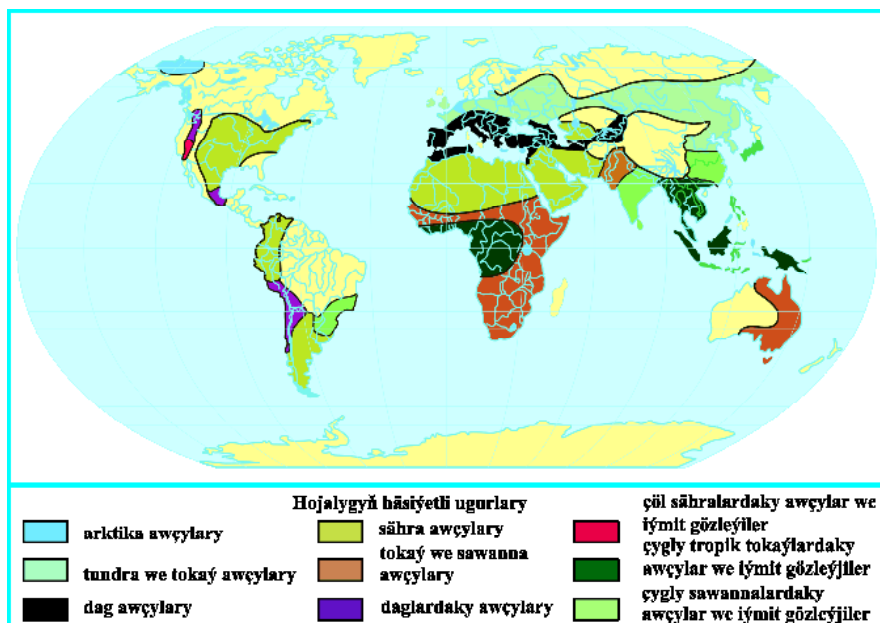 Hojalygyň häsiýetli ugurlary
arktika awçylary
tundra we tokaý awçylary
dag awçylary
sähra awçylary
tokaý we sawanna
awçylary
daglardaky awçylary
çöl sähralardaky awçylar we
iýmit gözleýiler
çygly tropik tokaýlardaky
awçylar we iýmit gözleýjiler
çygly sawannalardaky
awçylar we iýmit gözleýjiler